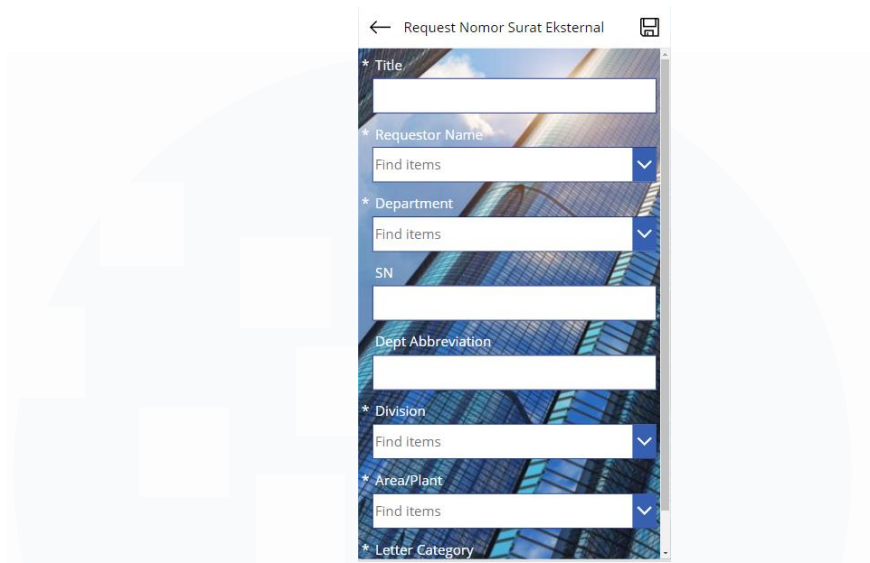 Request Nomor Surat Eksternal
* Title
* Requestor Name
Find items
* Department
Find items
SN
Dept Abbreviation
* Division
Find items
* Area/Plant
Find items
* Letter Category